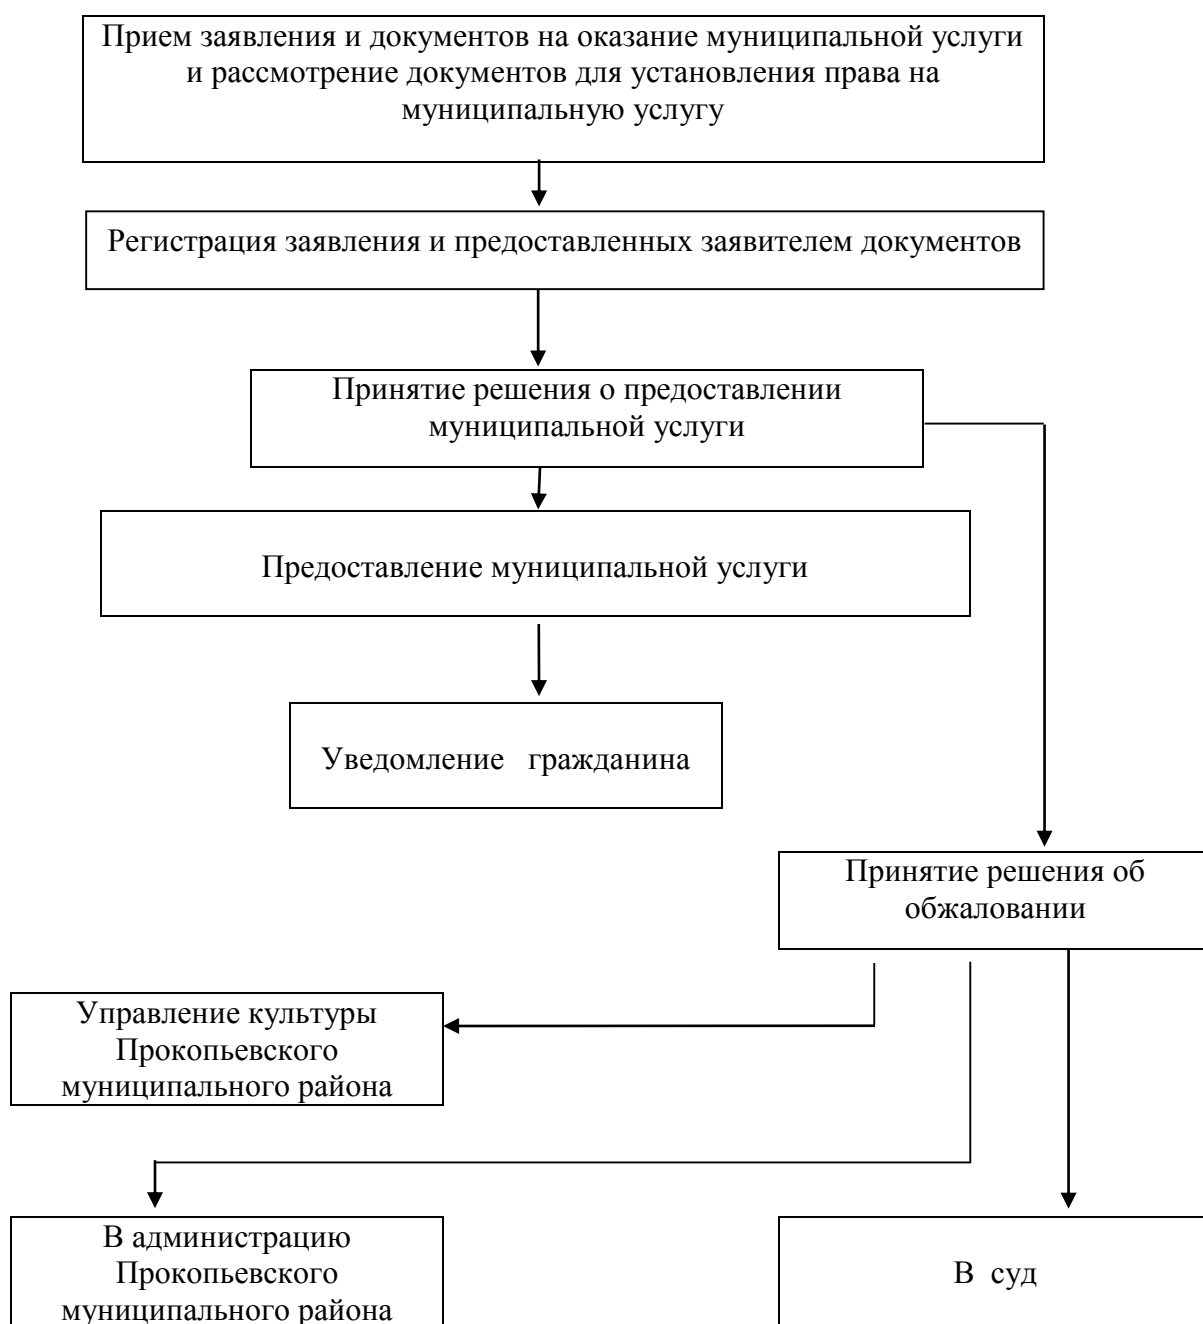 Прием заявления и документов на оказание муниципальной услуги
и рассмотрение документов для установления права на
муниципальную услугу
Регистрация заявления и предоставленных заявителем документов
Принятие решения о предоставлении
муниципальной услуги
Предоставление муниципальной услуги
Уведомление гражданина
Принятие решения об
обжаловании
Управление культуры
Прокопьевского
муниципального района
В администрацию
Прокопьевского
муниципального района
В суд